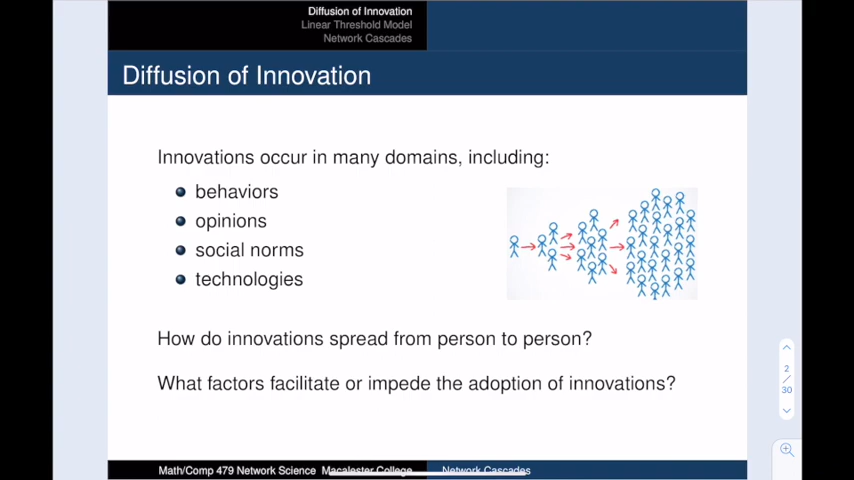 Diffusion of Innovation
Linear Threshold Model
Network Cascades
Diffusion of Innovation
Innovations occur in many domains, including:
behaviors
opinions
social norms
technologies
How do innovations spread from person to person?
What factors facilitate or impede the adoption of innovations?
2
/
30
Math/Comp 479 Network Science Macalester College Network Cascades